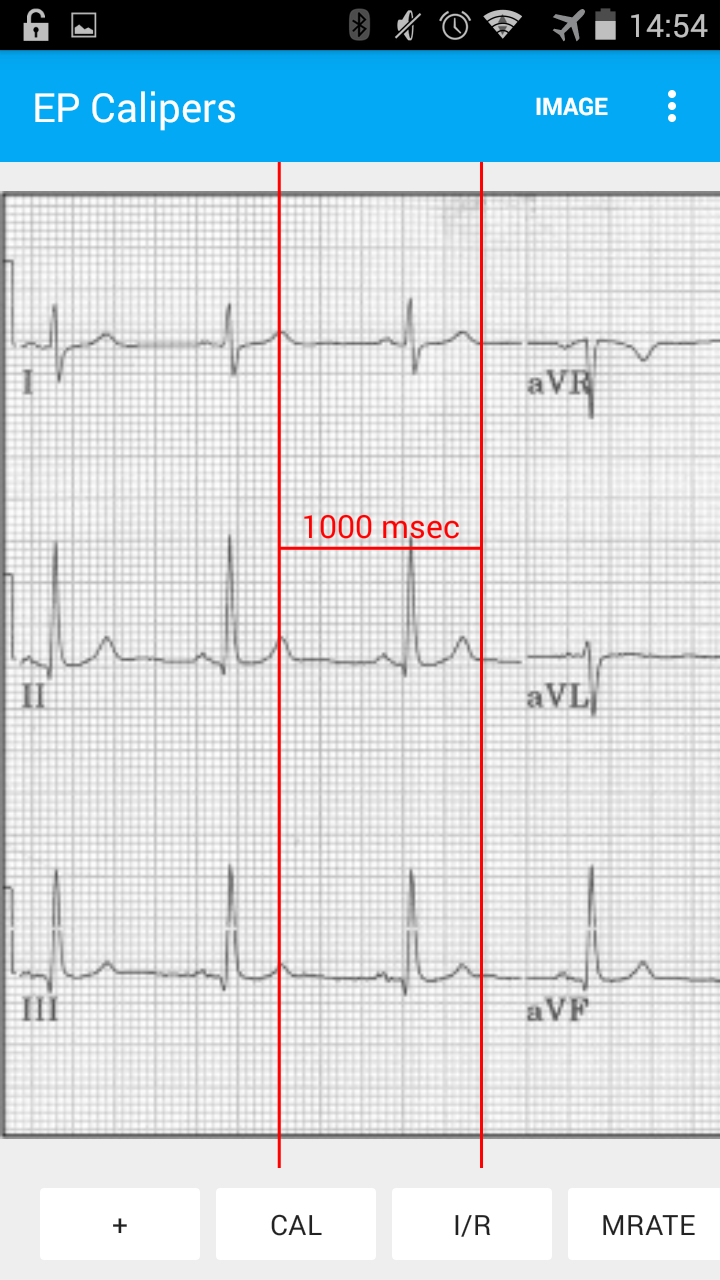 14:54
EP Calipers IMAGE
I aVR
1000 msec
II aVL
III aVF
+ CAL I/R MRATE